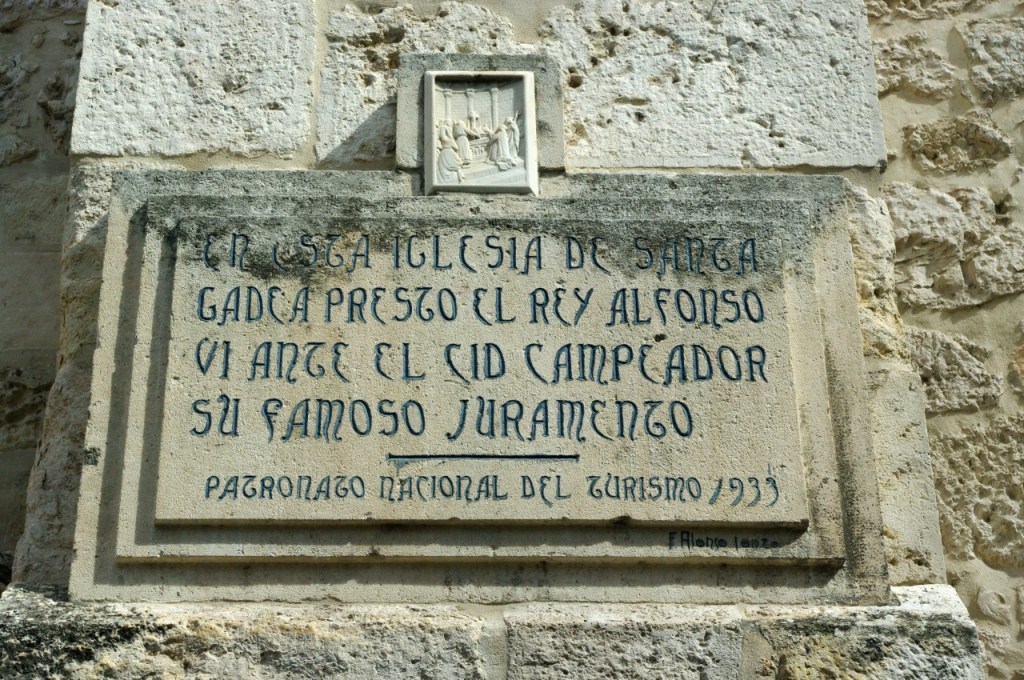 EN ESTA IGLESIA DE SANTA
GADEA PRESTO EL REY ALFONSO
VI ANTE EL CID CAMPEADOR
SU FAMOSO JURAMENTO
PATRONATO NACIONAL DEL TURISMO 1933
F Alonso